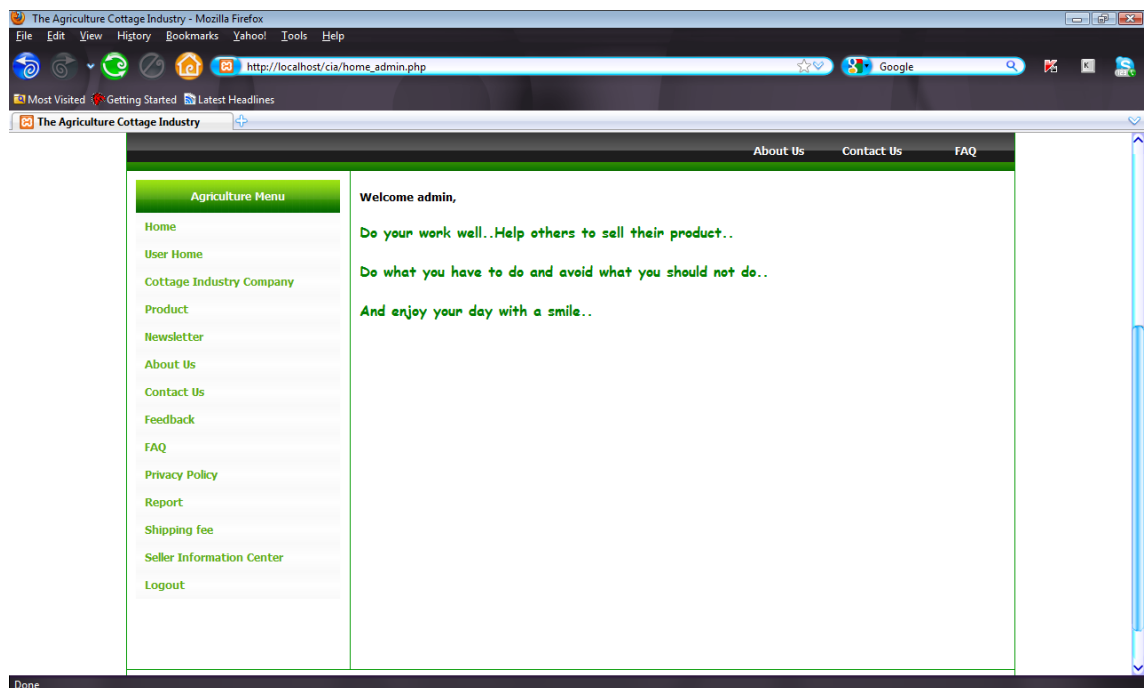 The Agriculture Cottage Industry - Mozilla Firefox
File Edit View History Bookmarks Yahoo! Tools Help
http://localhost/cia/home_admin.php Google K
Most Visited Getting Started Latest Headlines
The Agriculture Cottage Industry
About Us Contact Us FAQ
Agriculture Menu
Home
User Home
Cottage Industry Company
Product
Newsletter
About Us
Contact Us
Feedback
FAQ
Privacy Policy
Report
Shipping fee
Seller Information Center
Logout
Welcome admin,
Do your work well..Help others to sell their product..
Do what you have to do and avoid what you should not do..
And enjoy your day with a smile..
Done